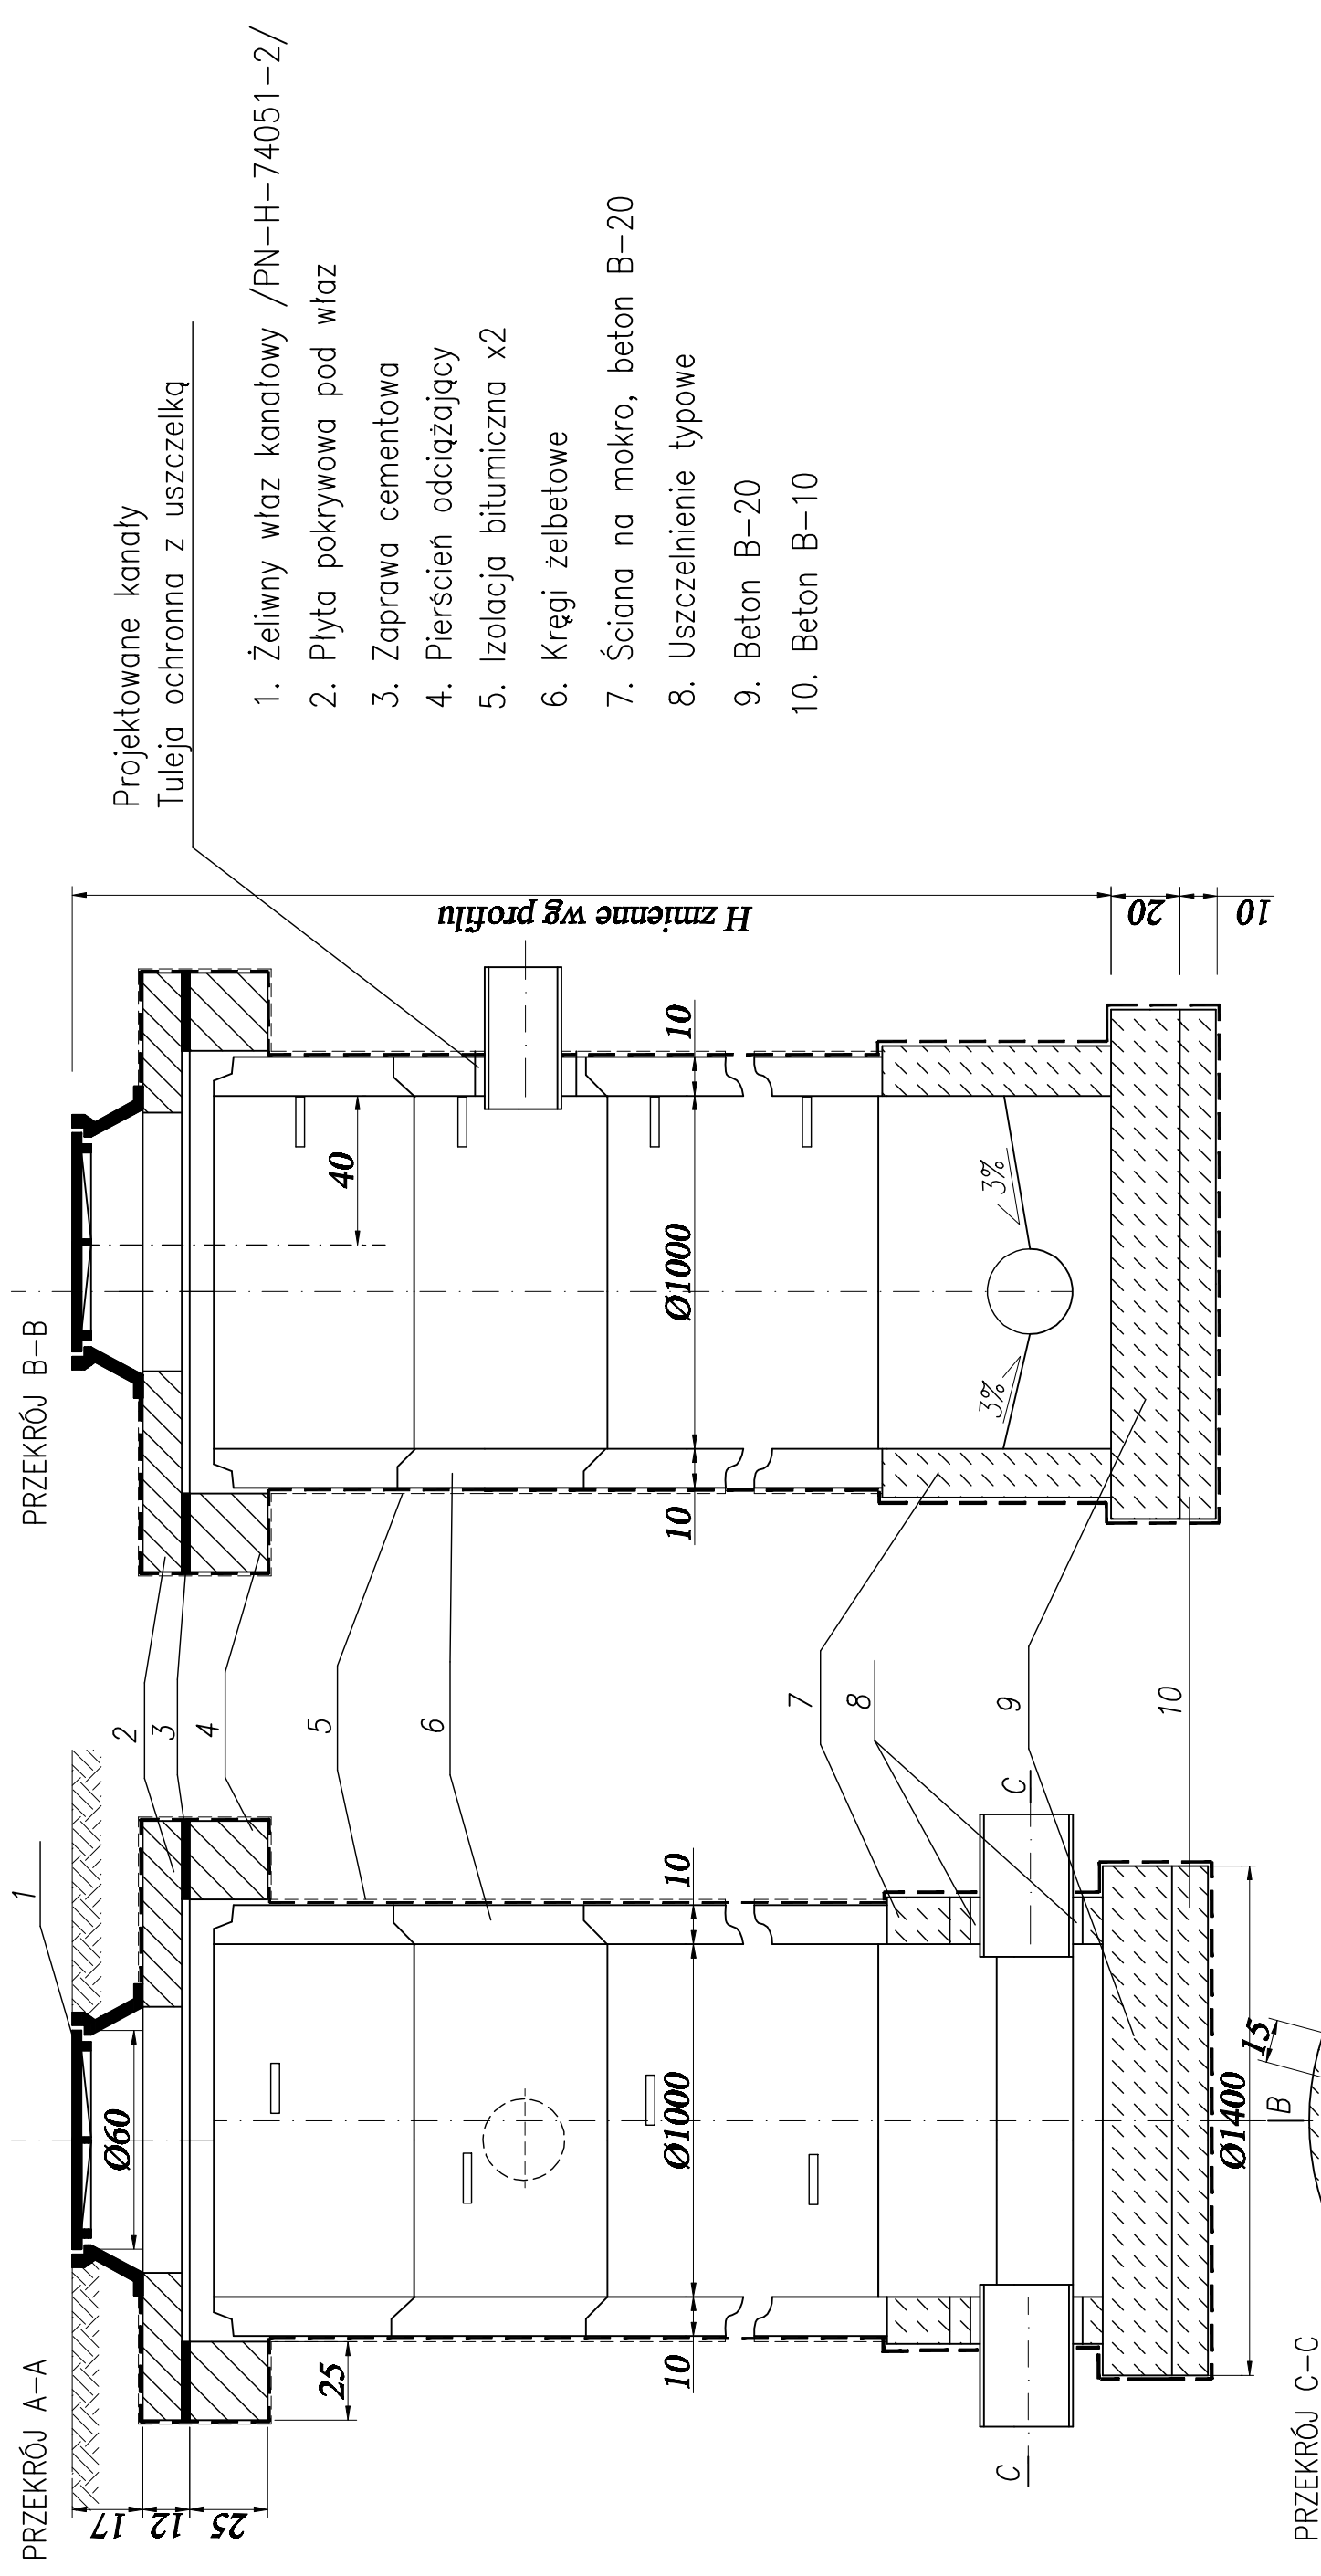 PRZEKRÓJ A-A
1
Ø60
17
12
25
25
2
3
4
5
6
10
Ø1000
10
7
8
9
10
C
C
Ø1400
PRZEKRÓJ B-B
40
10
Ø1000
10
3%
3%
H zmienne wg profilu
20
10
Projektowane kanały
Tuleja ochronna z uszczelką
1. Żeliwny właz kanałowy /PN-H-74051-2/
2. Płyta pokrywowa pod właz
3. Zaprawa cementowa
4. Pierścień odciążający
5. Izolacja bitumiczna x2
6. Kręgi żelbetowe
7. Ściana na mokro, beton B-20
8. Uszczelnienie typowe
9. Beton B-20
10. Beton B-10
PRZEKRÓJ C-C
B
15